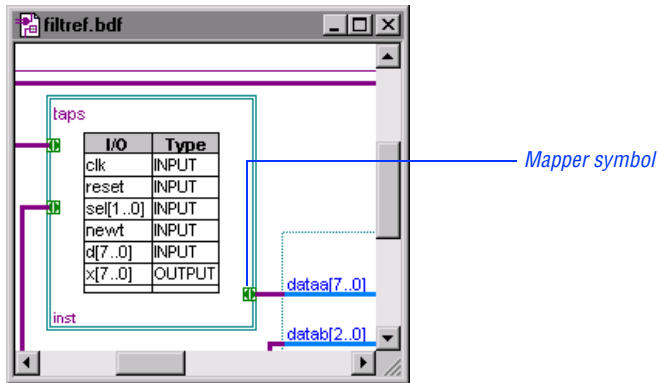 filtref.bdf
taps
I/O Type
clk INPUT
reset INPUT
sel[1..0] INPUT
newt INPUT
d[7..0] INPUT
x[7..0] OUTPUT
inst
Mapper symbol
dataa[7..0]
datab[2..0]